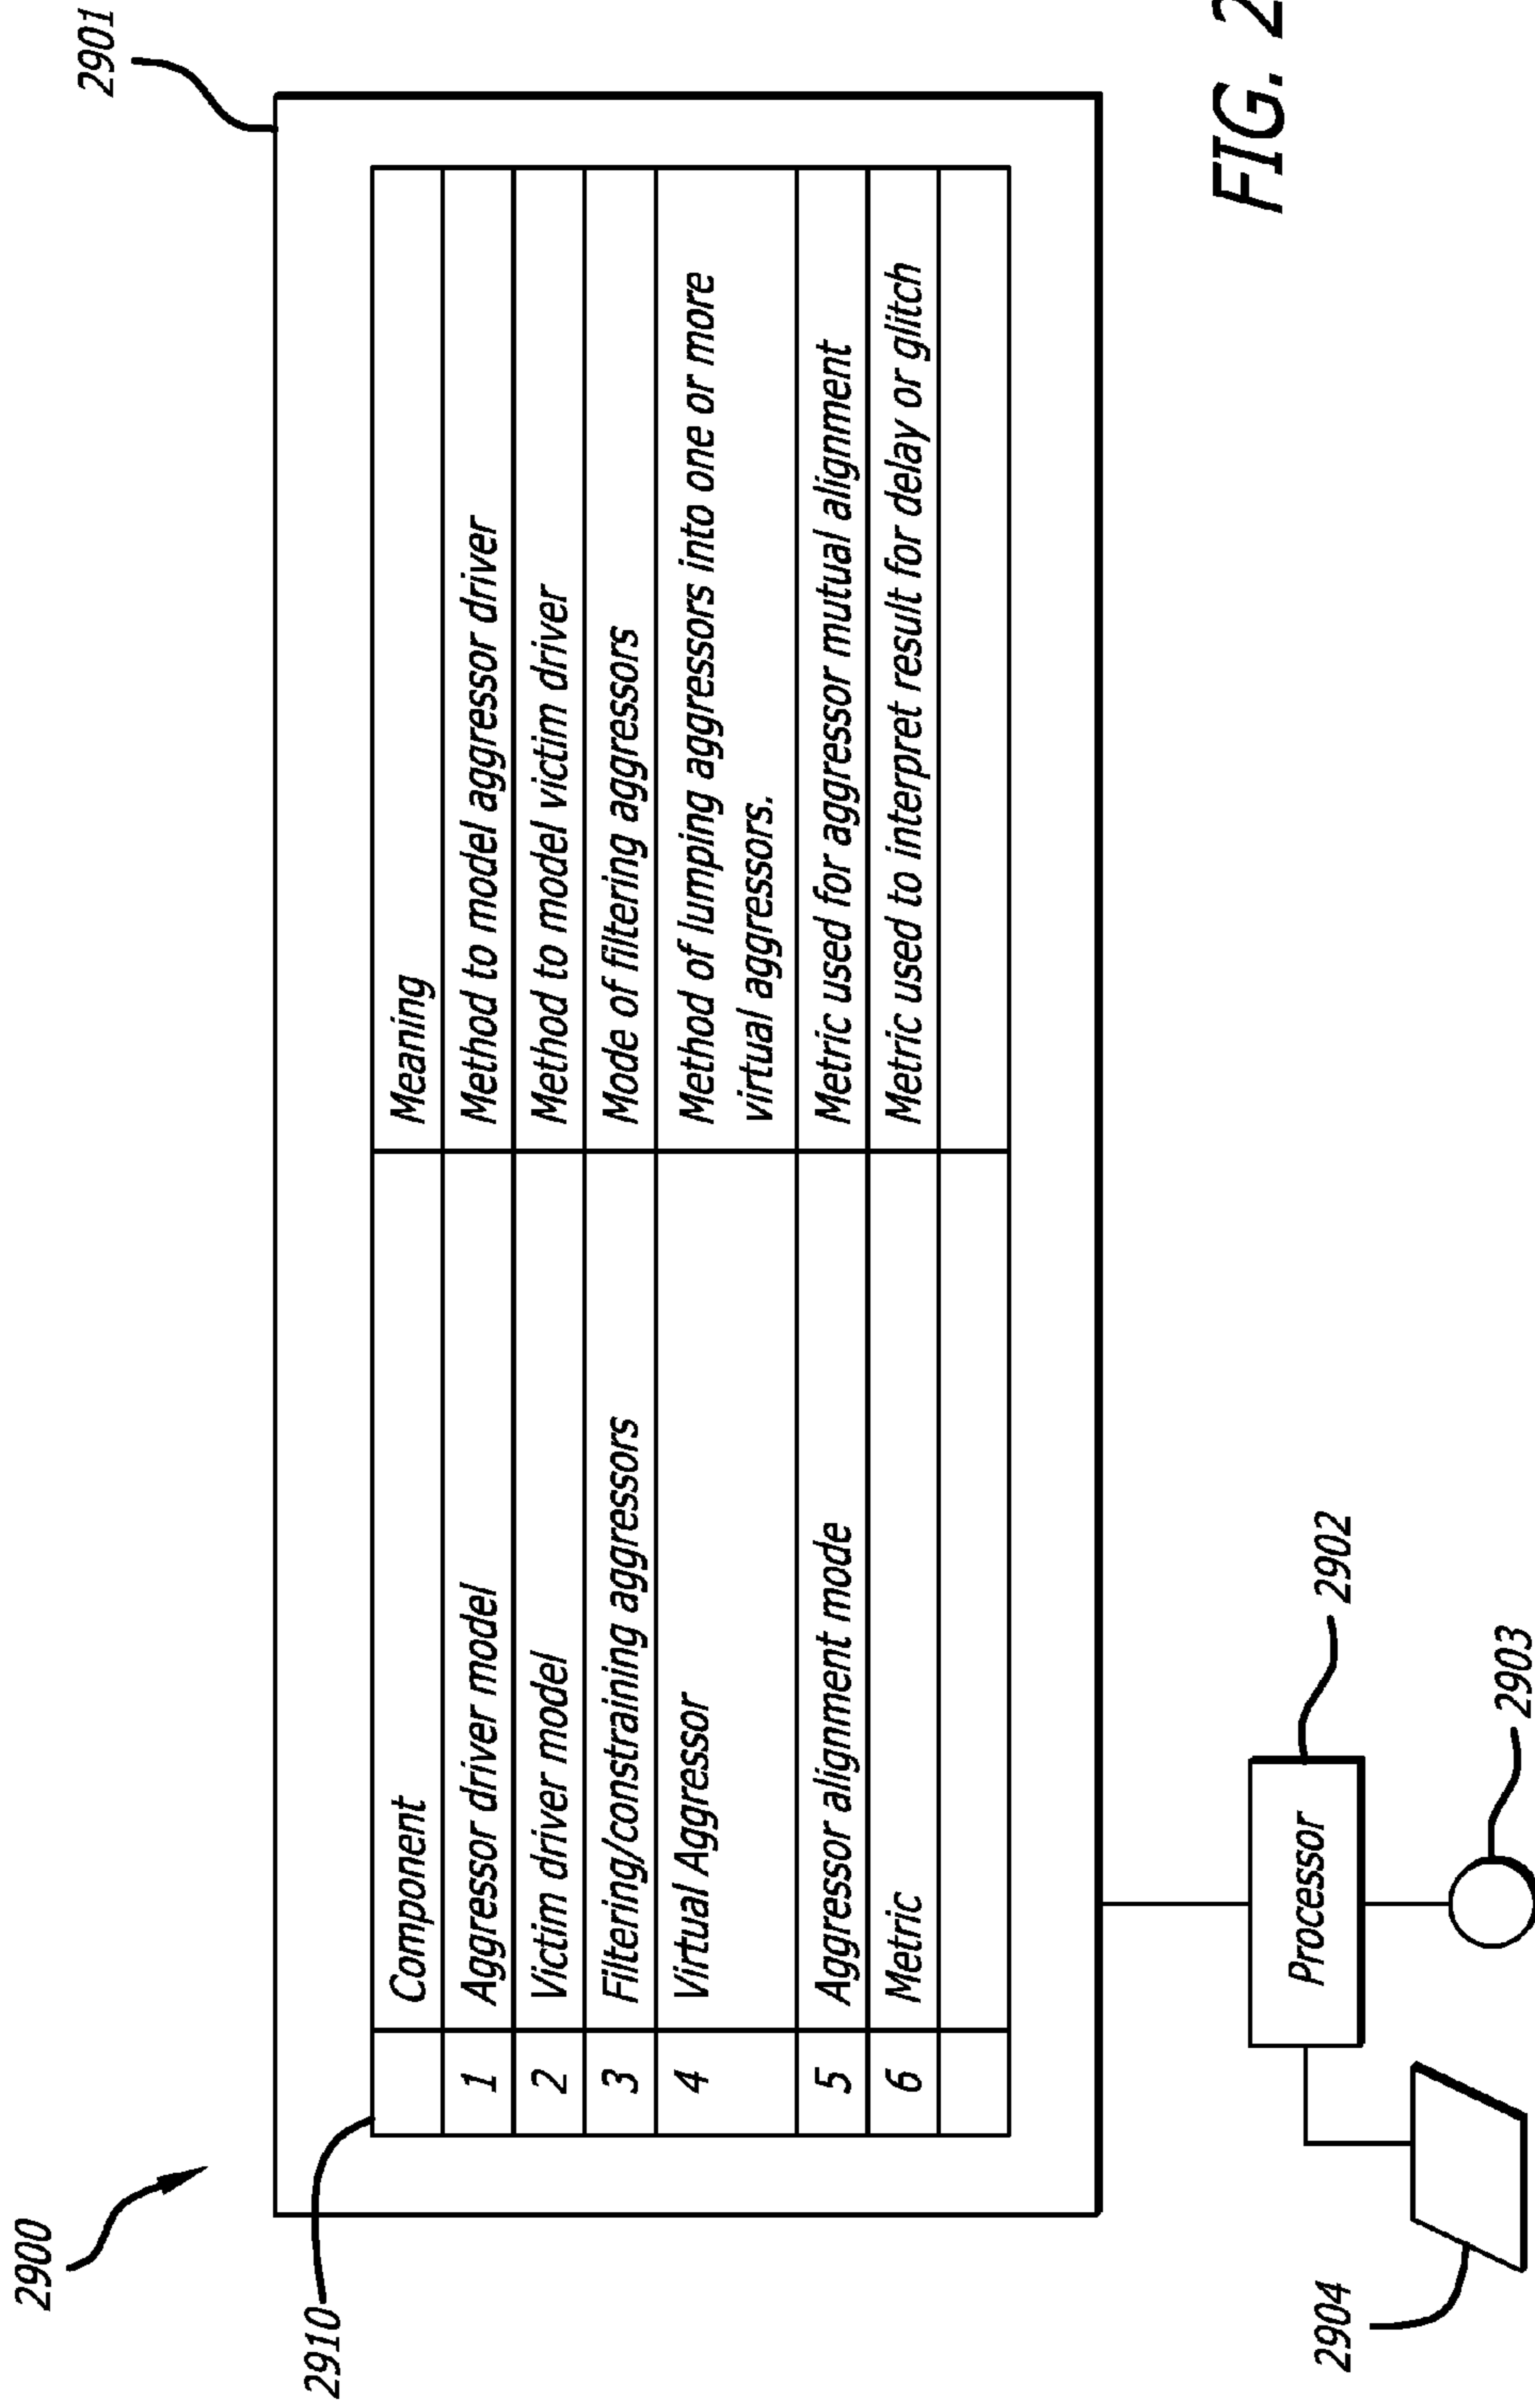 2900
2901
2910
Component Meaning
1 Aggressor driver model Method to model aggressor driver
2 Victim driver model Method to model victim driver
3 Filtering/constraining aggressors Mode of filtering aggressors
4 Virtual Aggressor Method of lumping aggressors into one or more
virtual aggressors.
5 Aggressor alignment mode Metric used for aggressor mutual alignment
6 Metric Metric used to interpret result for delay or glitch
Processor
2902
2904
2903
FIG. 2